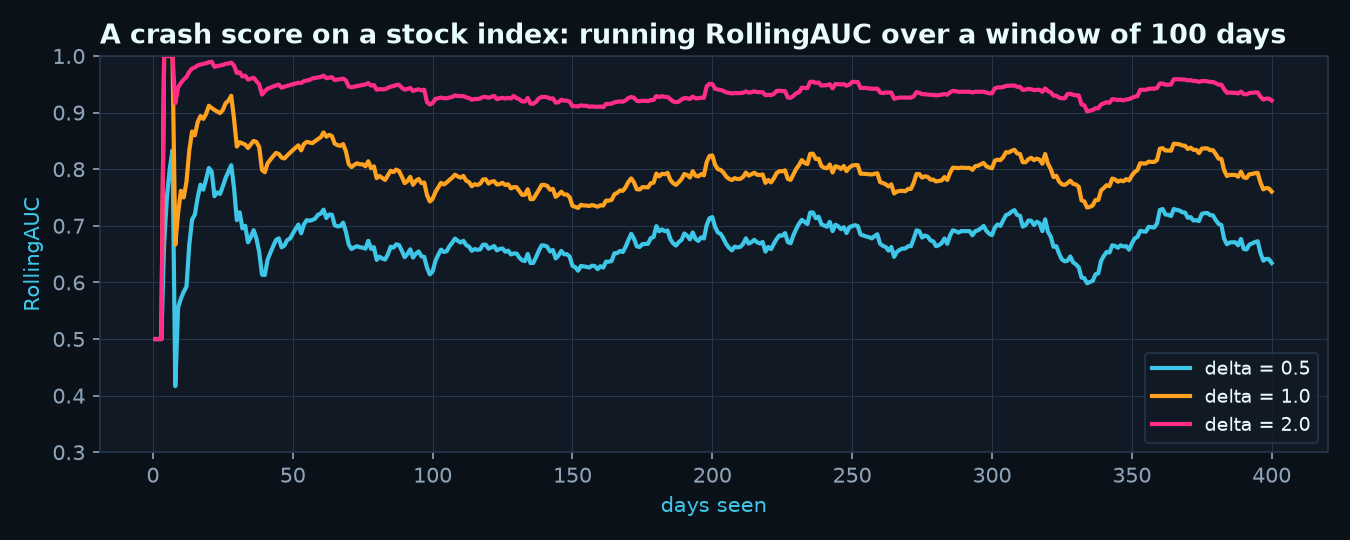 A crash score on a stock index: running RollingAUC over a window of 100 days
RollingAUC
1.0
0.9
0.8
0.7
0.6
0.5
0.4
0.3
0 50 100 150 200 250 300 350 400
days seen
delta = 0.5
delta = 1.0
delta = 2.0